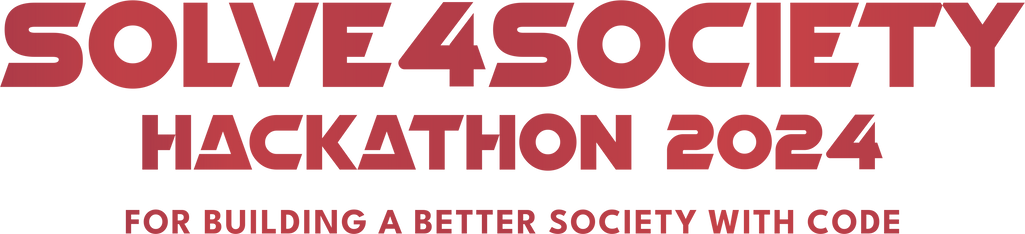 SOLVE4SOCIETY
HACKATHON 2024
FOR BUILDING A BETTER SOCIETY WITH CODE